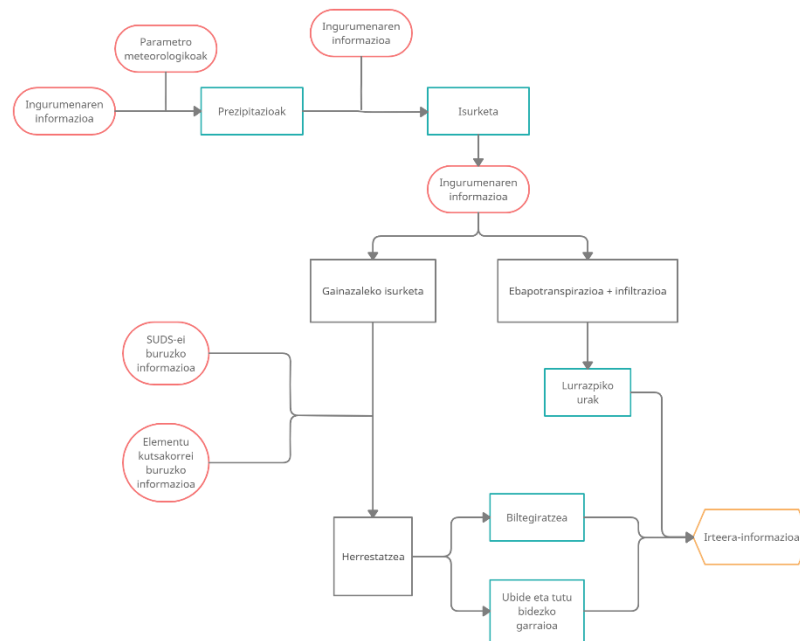 Ingurumenaren
informazioa
Parametro
meteorologikoak
Ingurumenaren
informazioa
Prezipitazioak
Isurketa
Ingurumenaren
informazioa
Gainazaleko isurketa
Ebapotranspirazioa + infiltrazioa
SUDS-ei
buruzko
informazioa
Lurrazpiko
urak
Elementu
kutsakorrei
buruzko
informazioa
Biltegiratzea
Irteera-informazioa
Herrestatzea
Ubide eta tutu
bidezko
garraioa